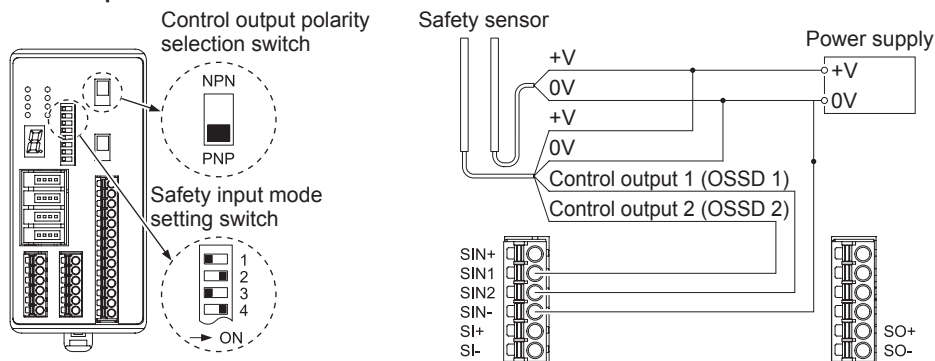 Control output polarity
selection switch
NPN
PNP
Safety input mode
setting switch
1
2
3
4
→ ON
Safety sensor
Power supply
+V
0V
+V
0V
+V
0V
Control output 1 (OSSD 1)
Control output 2 (OSSD 2)
SIN+
SIN1
SIN2
SIN-
SI+
SI-
SO+
SO-